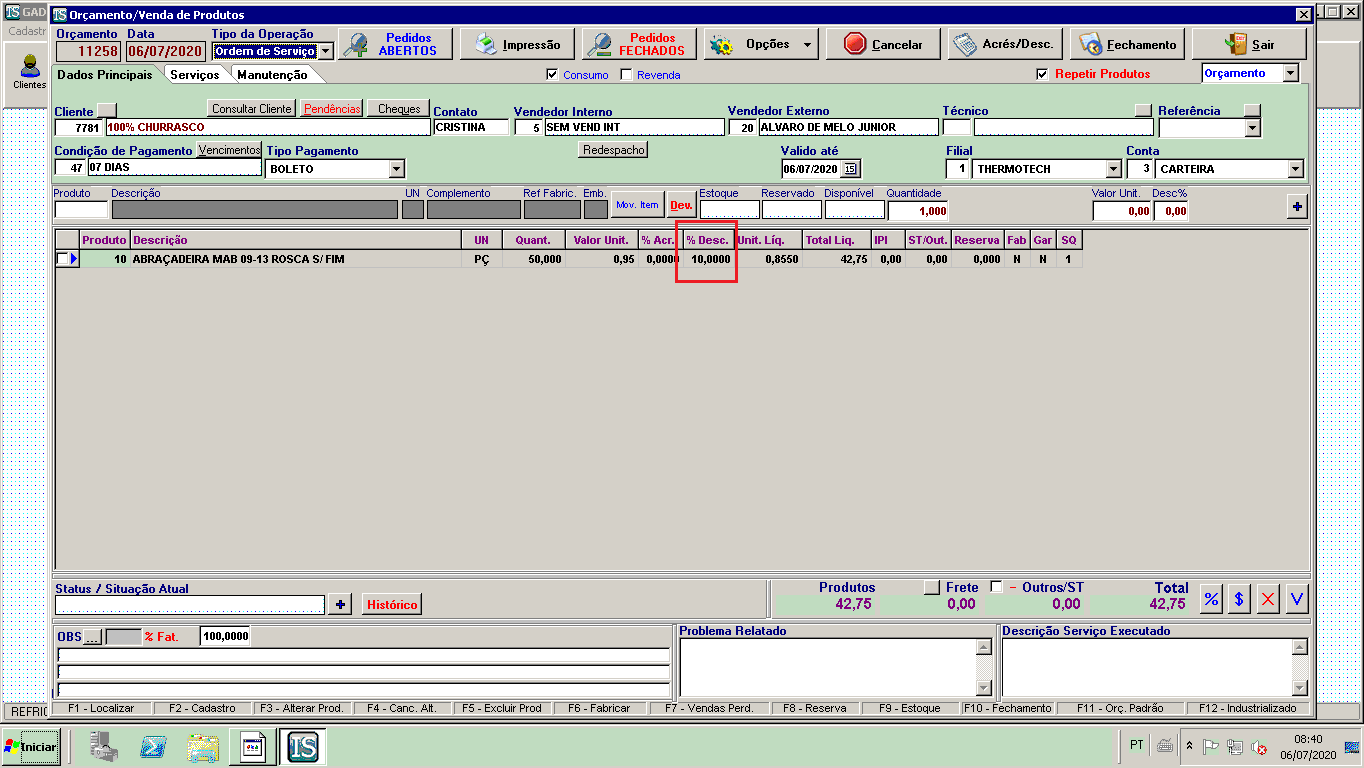 GAD
Orçamento/Venda de Produtos
Cadastr
Clientes
Orçamento Data Tipo da Operação
11258 06/07/2020 Ordem de Serviço
Pedidos ABERTOS
Impressão
Pedidos FECHADOS
Opções
Cancelar
Acrés/Desc.
Fechamento
Sair
Dados Principais Serviços Manutenção
Consumo Revenda
Repetir Produtos
Orçamento
Cliente Consultar Cliente Pendências Cheques Contato Vendedor Interno Vendedor Externo Técnico Referência
7781 100% CHURRASCO CRISTINA 5 SEM VEND INT 20 ALVARO DE MELO JUNIOR
Condição de Pagamento Vencimentos Tipo Pagamento Redespacho Valido até Filial Conta
47 07 DIAS BOLETO 06/07/2020 15 1 THERMOTECH 3 CARTEIRA
Produto Descrição UN Complemento Ref Fabric. Emb. Mov. Item Dev. Estoque Reservado Disponível Quantidade Valor Unit. Desc%
1,000 0,00 0,00 +
Produto Descrição UN Quant. Valor Unit. % Acr. % Desc. Unit. Líq. Total Liq. IPI ST/Out. Reserva Fab Gar SQ
10 ABRAÇADEIRA MAB 09-13 ROSCA S/ FIM PÇ 50,000 0,95 0,0000 10,0000 0,8550 42,75 0,00 0,00 0,000 N N 1
Status / Situação Atual
+ Histórico
Produtos Frete – Outros/ST Total
42,75 0,00 0,00 42,75
% $ X V
OBS ... % Fat. 100,0000
Problema Relatado
Descrição Serviço Executado
REFRIG
F1 - Localizar F2 - Cadastro F3 - Alterar Prod. F4 - Canc. Alt. F5 - Excluir Prod F6 - Fabricar F7 - Vendas Perd. F8 - Reserva F9 - Estoque F10 - Fechamento F11 - Orç. Padrão F12 - Industrializado
Iniciar
IS
PT
08:40
06/07/2020